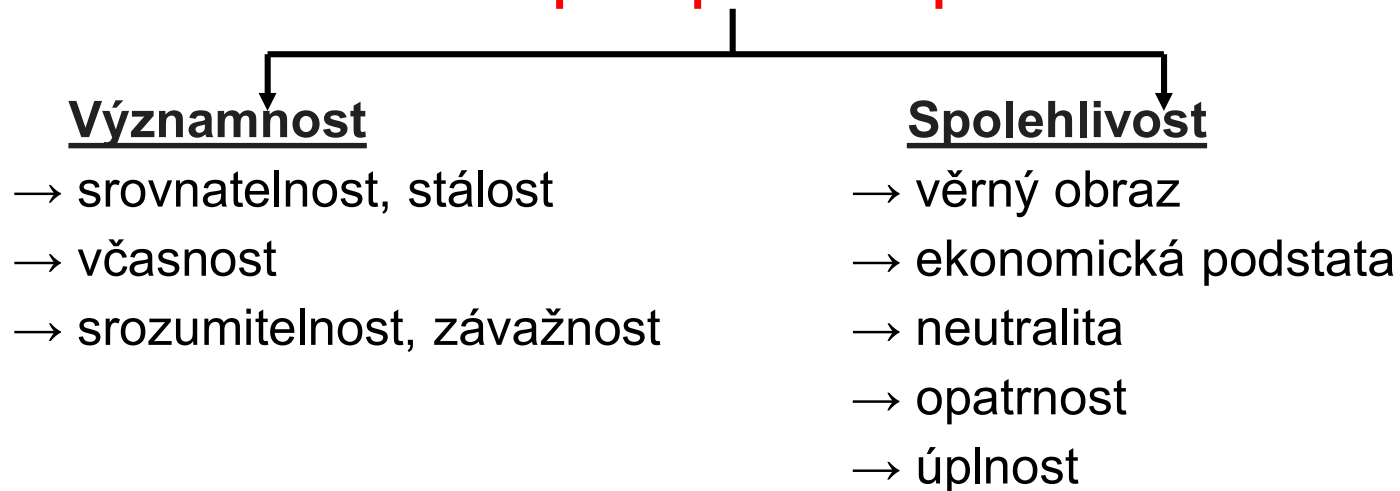 Významnost
→ srovnatelnost, stálost
→ včasnost
→ srozumitelnost, závažnost
Spolehlivost
→ věrný obraz
→ ekonomická podstata
→ neutralita
→ opatrnost
→ úplnost